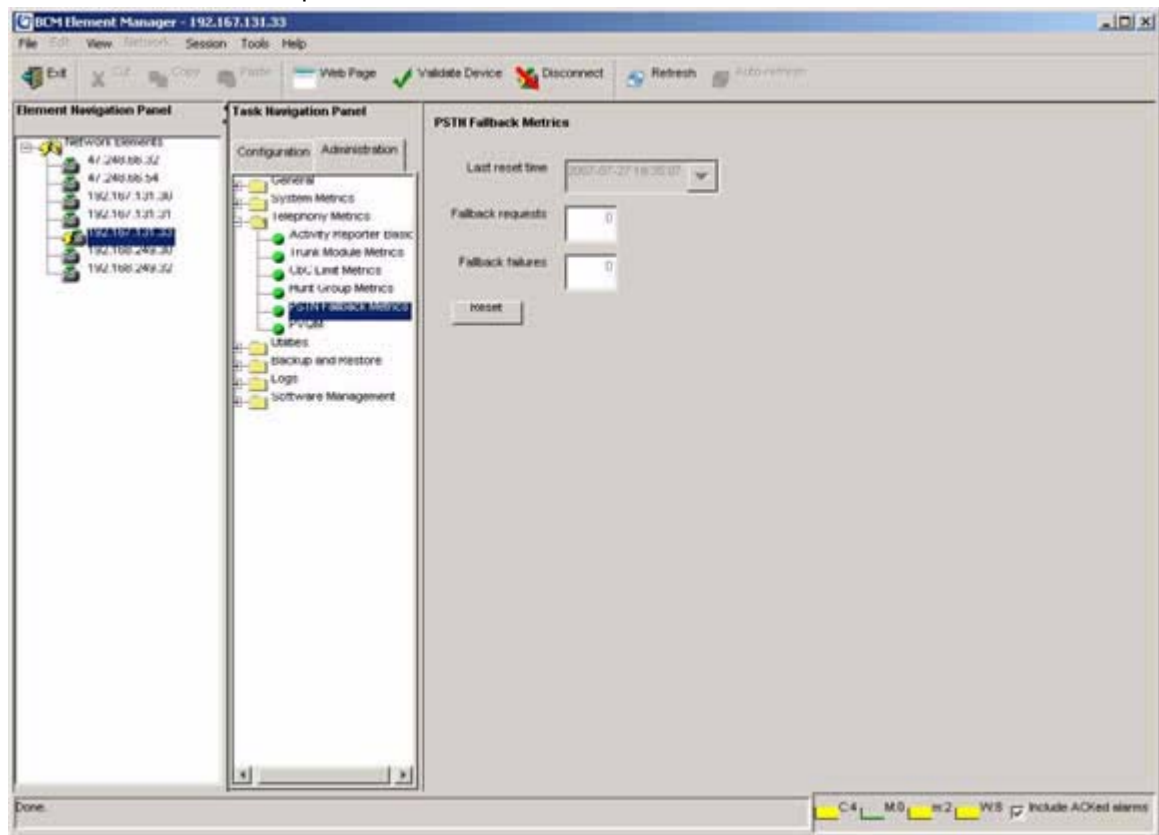 BCM Element Manager - 192.167.131.33
File Edit View Network Session Tools Help
Exit Cut Copy Paste Web Page Validate Device Disconnect Refresh Auto-refresh
Element Navigation Panel
Network Elements
47.248.66.32
47.248.66.54
192.167.131.30
192.167.131.31
192.167.131.33
192.168.249.30
192.168.249.32
Task Navigation Panel
Configuration Administration
General
System Metrics
Telephony Metrics
Activity Reporter Basic
Trunk Module Metrics
CbC Limit Metrics
Hunt Group Metrics
PSTN Fallback Metrics
PVQM
Utilities
Backup and Restore
Logs
Software Management
PSTN Fallback Metrics
Last reset time 2007-07-27 18:35:07
Fallback requests 0
Fallback failures 0
Reset
Done.
C:4 M:0 m:2 W:8 Include ACKed alarms